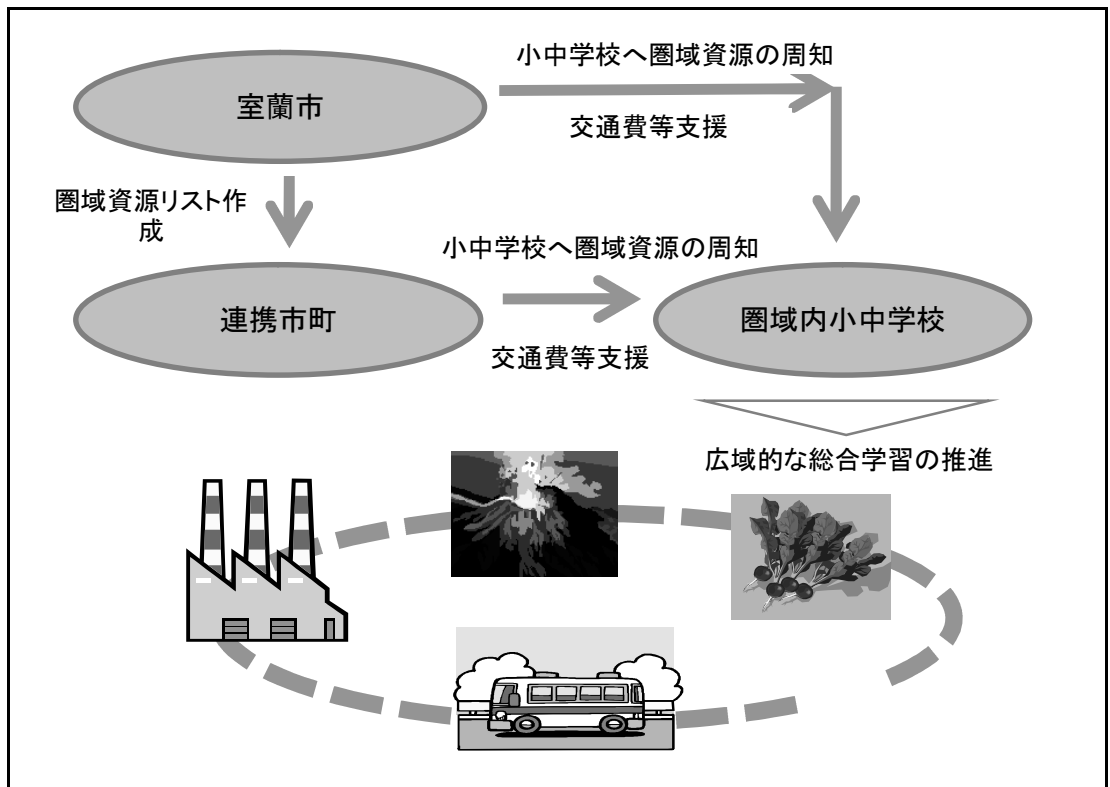 小中学校へ圏域資源の周知
室蘭市
交通費等支援
圏域資源リスト作
成
小中学校へ圏域資源の周知
連携市町
圏域内小中学校
交通費等支援
広域的な総合学習の推進